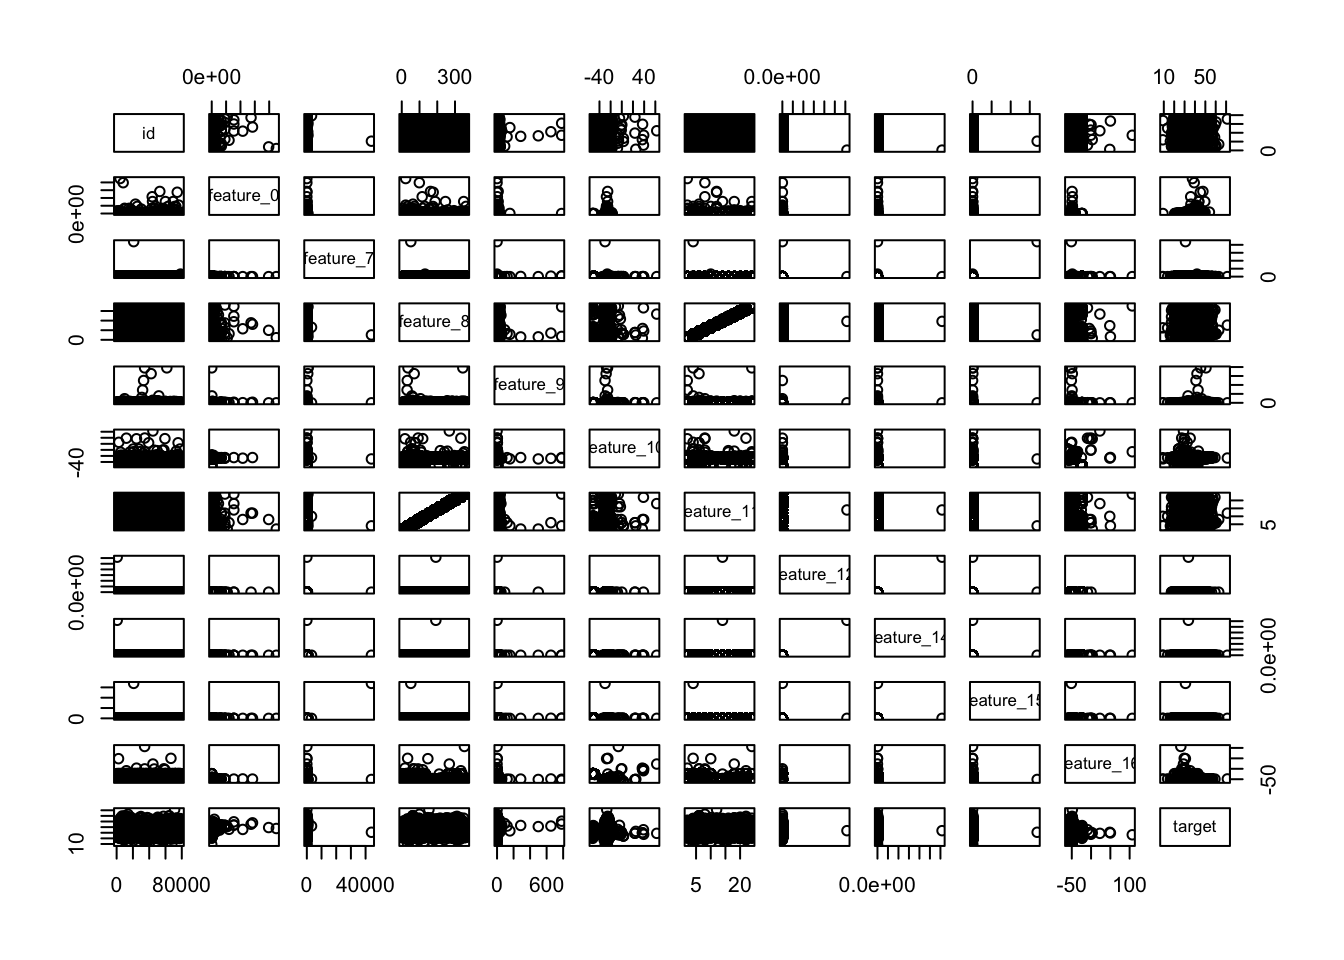 0e+00 0 300 -40 40 0.0e+00 0 10 50
id 0
0e+00 feature_0
feature_7 0
0 feature_8
feature_9 0
-40 eature_10
eature_11 5
0.0e+00 eature_12
eature_14 0.0e+00
0 eature_15
eature_16 -50
10 target
0 80000 0 40000 0 600 5 20 0.0e+00 -50 100